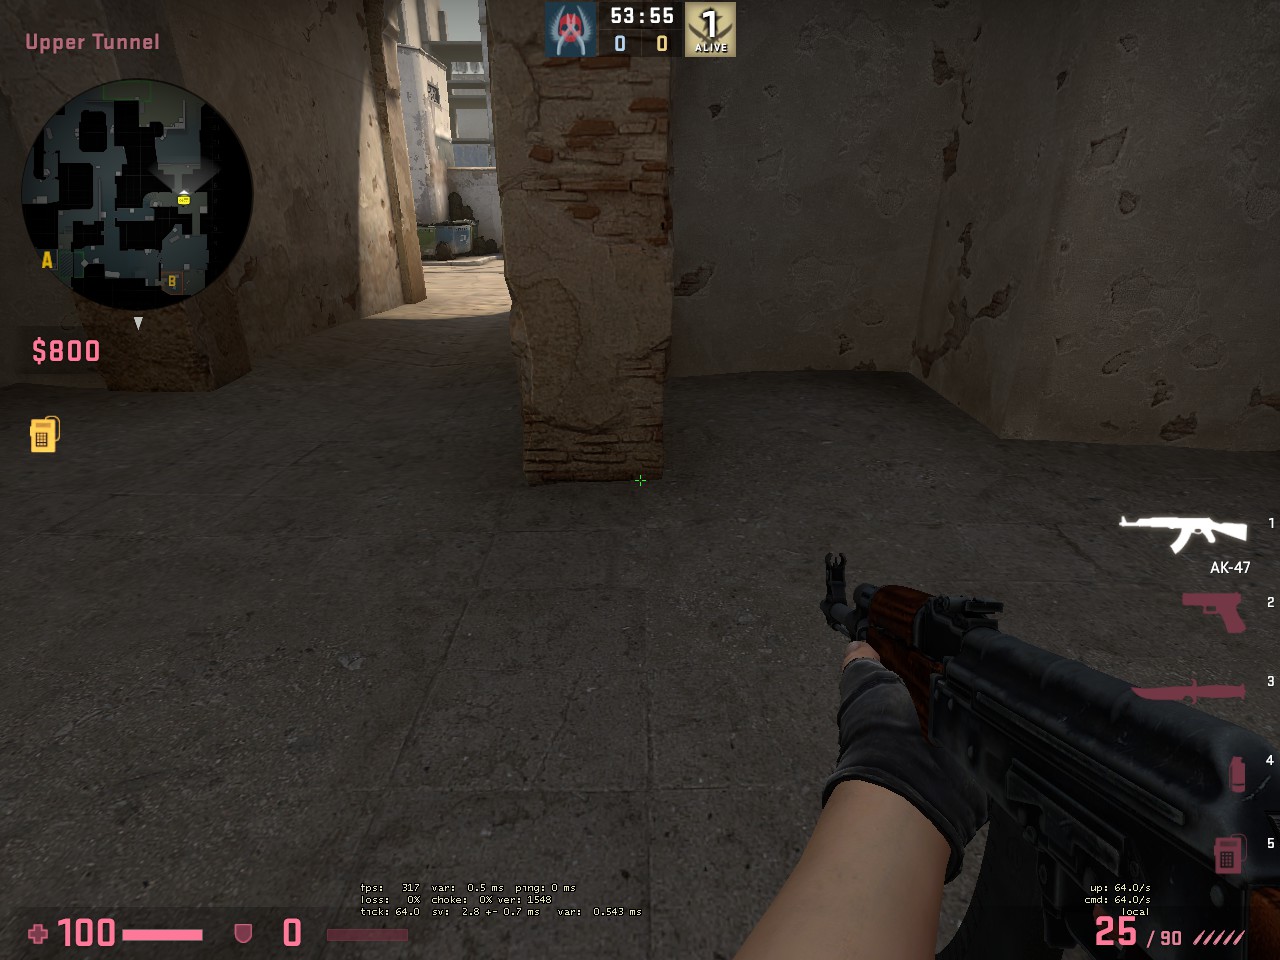 53:55
0 0
1
ALIVE
Upper Tunnel
A
B
$800
1
AK-47
2
3
4
5
fps: 317 var: 0.5 ms ping: 0 ms
loss: 0% choke: 0% ver: 1548
tick: 64.0 sv: 2.8 +- 0.7 ms var: 0.543 ms
up: 64.0/s
cmd: 64.0/s
local
100 0
25 / 90